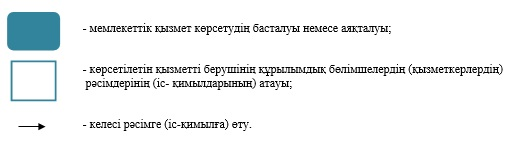 - мемлекеттік қызмет көрсетудің басталуы немесе аяқталуы;
- көрсетілетін қызметті берушінің құрылымдық бөлімшелердің (қызметкерлердің)
рәсімдерінің (іс- қимылдарының) атауы;
- келесі рәсімге (іс-қимылға) өту.